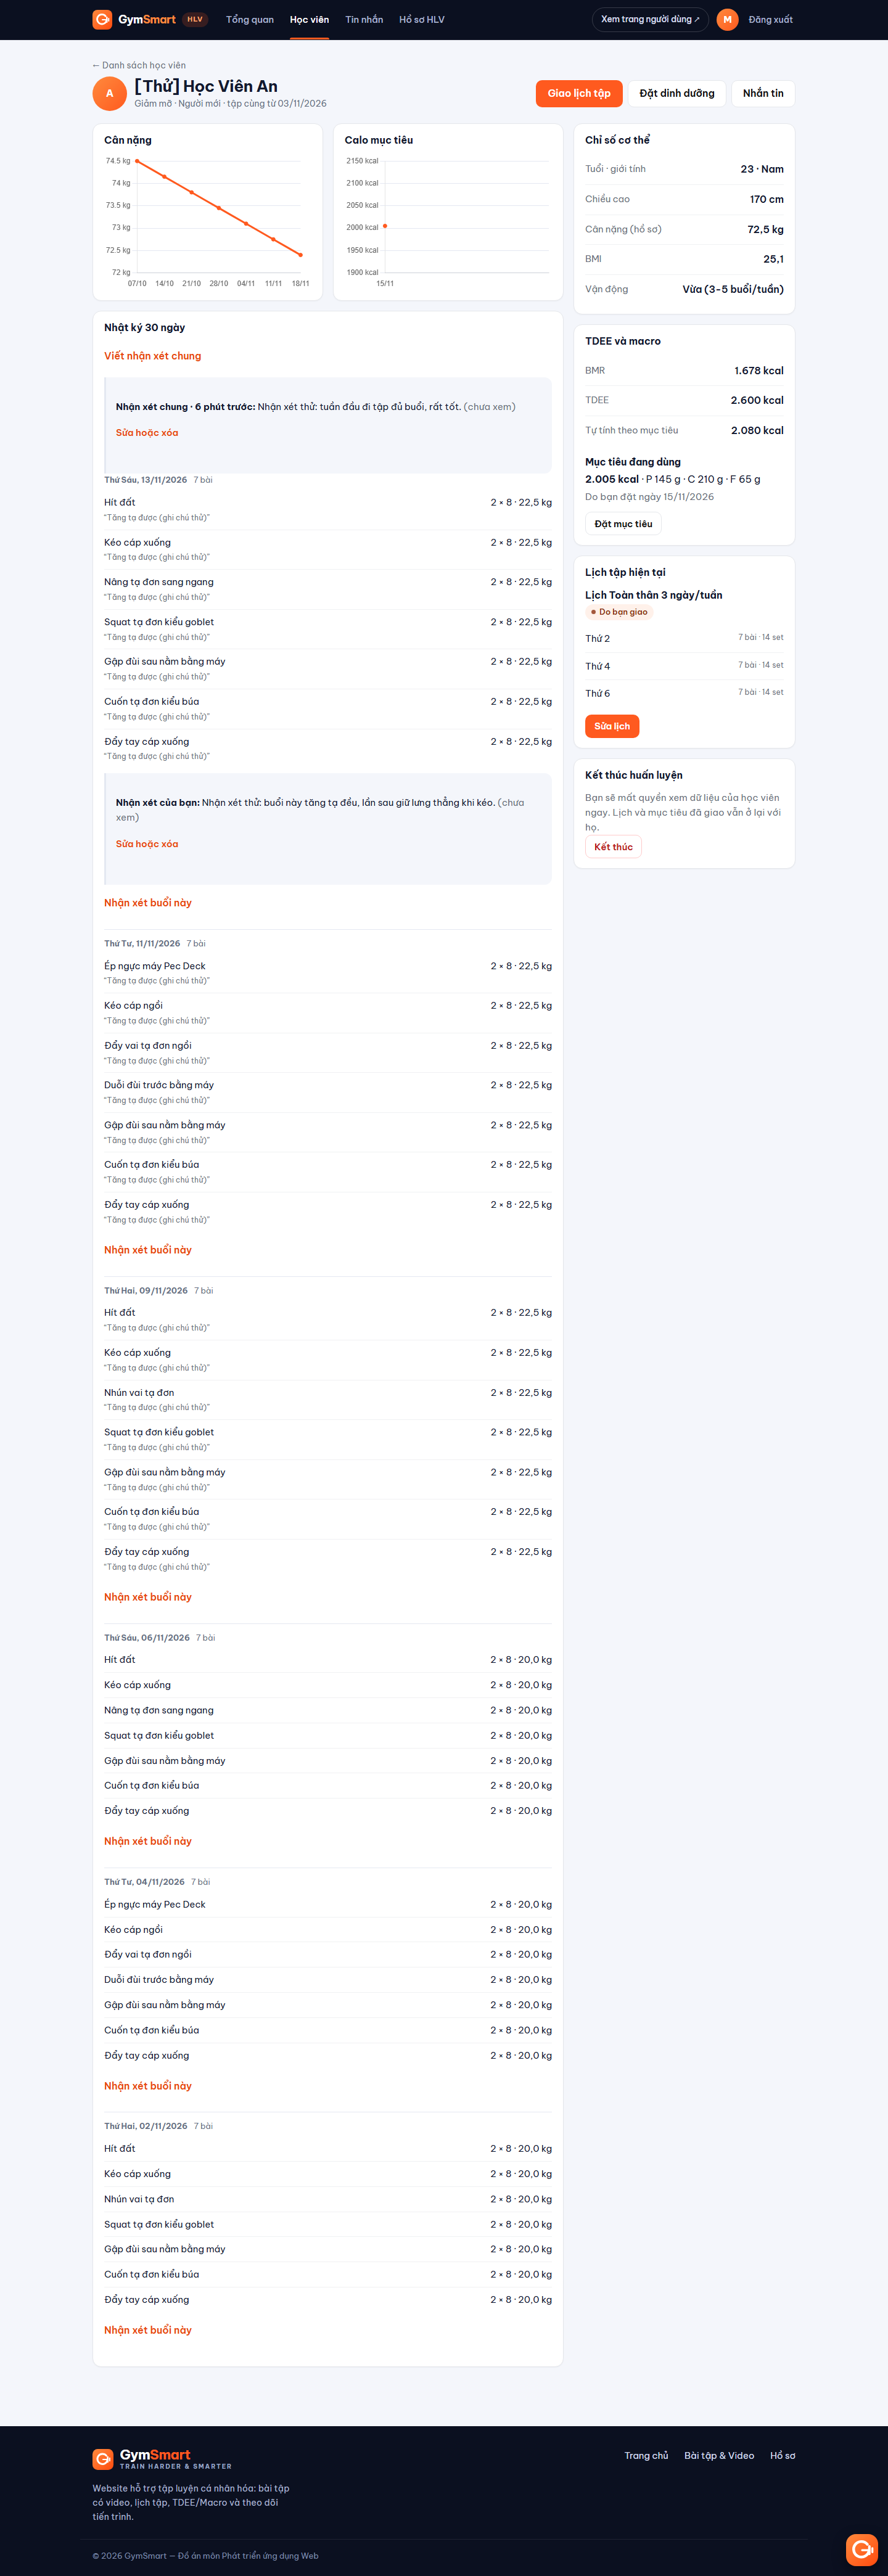 GymSmart HLV Tổng quan Học viên Tin nhắn Hồ sơ HLV Xem trang người dùng ↗ M Đăng xuất
← Danh sách học viên
A
[Thử] Học Viên An
Giảm mỡ · Người mới · tập cùng từ 03/11/2026
Giao lịch tập Đặt dinh dưỡng Nhắn tin
Cân nặng
74.5 kg
74 kg
73.5 kg
73 kg
72.5 kg
72 kg
07/10 14/10 21/10 28/10 04/11 11/11 18/11
Calo mục tiêu
2150 kcal
2100 kcal
2050 kcal
2000 kcal
1950 kcal
1900 kcal
15/11
Nhật ký 30 ngày
Viết nhận xét chung
Nhận xét chung · 6 phút trước: Nhận xét thử: tuần đầu đi tập đủ buổi, rất tốt. (chưa xem)
Sửa hoặc xóa
Thứ Sáu, 13/11/2026 7 bài
Hít đất 2 × 8 · 22,5 kg
"Tăng tạ được (ghi chú thử)"
Kéo cáp xuống 2 × 8 · 22,5 kg
"Tăng tạ được (ghi chú thử)"
Nâng tạ đơn sang ngang 2 × 8 · 22,5 kg
"Tăng tạ được (ghi chú thử)"
Squat tạ đơn kiểu goblet 2 × 8 · 22,5 kg
"Tăng tạ được (ghi chú thử)"
Gập đùi sau nằm bằng máy 2 × 8 · 22,5 kg
"Tăng tạ được (ghi chú thử)"
Cuốn tạ đơn kiểu búa 2 × 8 · 22,5 kg
"Tăng tạ được (ghi chú thử)"
Đẩy tay cáp xuống 2 × 8 · 22,5 kg
"Tăng tạ được (ghi chú thử)"
Nhận xét của bạn: Nhận xét thử: buổi này tăng tạ đều, lần sau giữ lưng thẳng khi kéo. (chưa
xem)
Sửa hoặc xóa
Nhận xét buổi này
Thứ Tư, 11/11/2026 7 bài
Ép ngực máy Pec Deck 2 × 8 · 22,5 kg
"Tăng tạ được (ghi chú thử)"
Kéo cáp ngồi 2 × 8 · 22,5 kg
"Tăng tạ được (ghi chú thử)"
Đẩy vai tạ đơn ngồi 2 × 8 · 22,5 kg
"Tăng tạ được (ghi chú thử)"
Duỗi đùi trước bằng máy 2 × 8 · 22,5 kg
"Tăng tạ được (ghi chú thử)"
Gập đùi sau nằm bằng máy 2 × 8 · 22,5 kg
"Tăng tạ được (ghi chú thử)"
Cuốn tạ đơn kiểu búa 2 × 8 · 22,5 kg
"Tăng tạ được (ghi chú thử)"
Đẩy tay cáp xuống 2 × 8 · 22,5 kg
"Tăng tạ được (ghi chú thử)"
Nhận xét buổi này
Thứ Hai, 09/11/2026 7 bài
Hít đất 2 × 8 · 22,5 kg
"Tăng tạ được (ghi chú thử)"
Kéo cáp xuống 2 × 8 · 22,5 kg
"Tăng tạ được (ghi chú thử)"
Nhún vai tạ đơn 2 × 8 · 22,5 kg
"Tăng tạ được (ghi chú thử)"
Squat tạ đơn kiểu goblet 2 × 8 · 22,5 kg
"Tăng tạ được (ghi chú thử)"
Gập đùi sau nằm bằng máy 2 × 8 · 22,5 kg
"Tăng tạ được (ghi chú thử)"
Cuốn tạ đơn kiểu búa 2 × 8 · 22,5 kg
"Tăng tạ được (ghi chú thử)"
Đẩy tay cáp xuống 2 × 8 · 22,5 kg
"Tăng tạ được (ghi chú thử)"
Nhận xét buổi này
Thứ Sáu, 06/11/2026 7 bài
Hít đất 2 × 8 · 20,0 kg
Kéo cáp xuống 2 × 8 · 20,0 kg
Nâng tạ đơn sang ngang 2 × 8 · 20,0 kg
Squat tạ đơn kiểu goblet 2 × 8 · 20,0 kg
Gập đùi sau nằm bằng máy 2 × 8 · 20,0 kg
Cuốn tạ đơn kiểu búa 2 × 8 · 20,0 kg
Đẩy tay cáp xuống 2 × 8 · 20,0 kg
Nhận xét buổi này
Thứ Tư, 04/11/2026 7 bài
Ép ngực máy Pec Deck 2 × 8 · 20,0 kg
Kéo cáp ngồi 2 × 8 · 20,0 kg
Đẩy vai tạ đơn ngồi 2 × 8 · 20,0 kg
Duỗi đùi trước bằng máy 2 × 8 · 20,0 kg
Gập đùi sau nằm bằng máy 2 × 8 · 20,0 kg
Cuốn tạ đơn kiểu búa 2 × 8 · 20,0 kg
Đẩy tay cáp xuống 2 × 8 · 20,0 kg
Nhận xét buổi này
Thứ Hai, 02/11/2026 7 bài
Hít đất 2 × 8 · 20,0 kg
Kéo cáp xuống 2 × 8 · 20,0 kg
Nhún vai tạ đơn 2 × 8 · 20,0 kg
Squat tạ đơn kiểu goblet 2 × 8 · 20,0 kg
Gập đùi sau nằm bằng máy 2 × 8 · 20,0 kg
Cuốn tạ đơn kiểu búa 2 × 8 · 20,0 kg
Đẩy tay cáp xuống 2 × 8 · 20,0 kg
Nhận xét buổi này
Chỉ số cơ thể
Tuổi · giới tính 23 · Nam
Chiều cao 170 cm
Cân nặng (hồ sơ) 72,5 kg
BMI 25,1
Vận động Vừa (3-5 buổi/tuần)
TDEE và macro
BMR 1.678 kcal
TDEE 2.600 kcal
Tự tính theo mục tiêu 2.080 kcal
Mục tiêu đang dùng
2.005 kcal · P 145 g · C 210 g · F 65 g
Do bạn đặt ngày 15/11/2026
Đặt mục tiêu
Lịch tập hiện tại
Lịch Toàn thân 3 ngày/tuần
Do bạn giao
Thứ 2 7 bài · 14 set
Thứ 4 7 bài · 14 set
Thứ 6 7 bài · 14 set
Sửa lịch
Kết thúc huấn luyện
Bạn sẽ mất quyền xem dữ liệu của học viên
ngay. Lịch và mục tiêu đã giao vẫn ở lại với
họ.
Kết thúc
GymSmart
TRAIN HARDER & SMARTER
Website hỗ trợ tập luyện cá nhân hóa: bài tập
có video, lịch tập, TDEE/Macro và theo dõi
tiến trình.
Trang chủ Bài tập & Video Hồ sơ
© 2026 GymSmart — Đồ án môn Phát triển ứng dụng Web